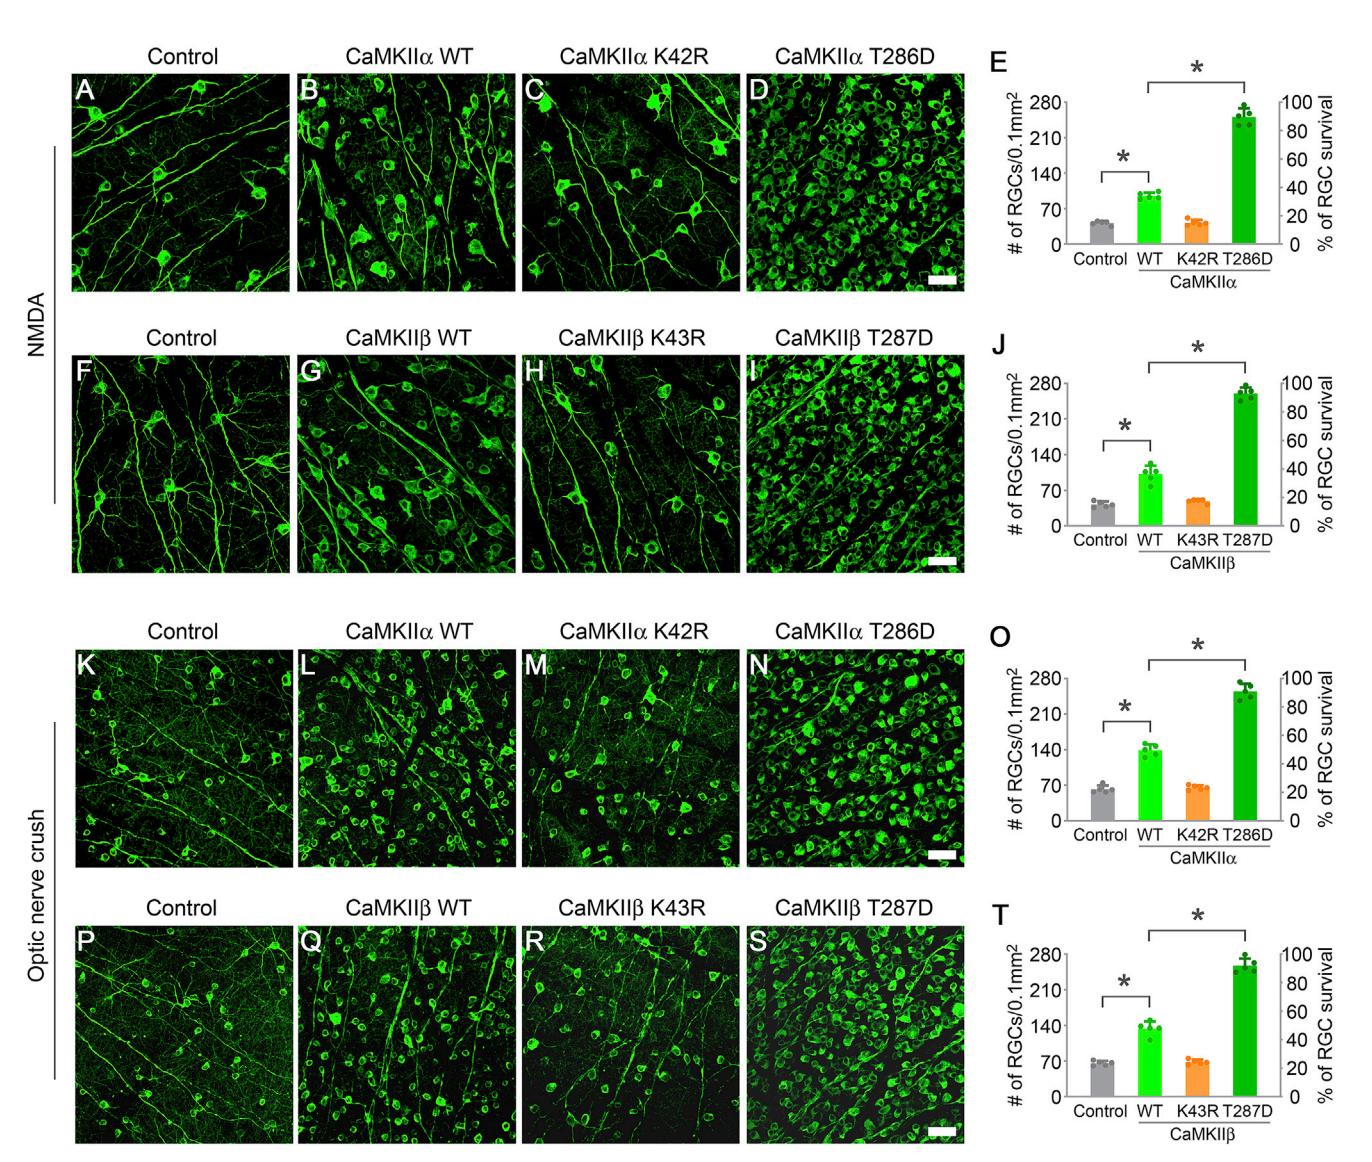 Control CaMKIIα WT CaMKIIα K42R CaMKIIα T286D E
A B C D
NMDA
# of RGCs/0.1mm2
280
210
140
70
0
* *
100
80
60
40
20
0
% of RGC survival
Control WT K42R T286D
CaMKIIα
Control CaMKIIβ WT CaMKIIβ K43R CaMKIIβ T287D J
F G H I
# of RGCs/0.1mm2
280
210
140
70
0
* *
100
80
60
40
20
0
% of RGC survival
Control WT K43R T287D
CaMKIIβ
Optic nerve crush
Control CaMKIIα WT CaMKIIα K42R CaMKIIα T286D O
K L M N
# of RGCs/0.1mm2
280
210
140
70
0
* *
100
80
60
40
20
0
% of RGC survival
Control WT K42R T286D
CaMKIIα
Control CaMKIIβ WT CaMKIIβ K43R CaMKIIβ T287D T
P Q R S
# of RGCs/0.1mm2
280
210
140
70
0
* *
100
80
60
40
20
0
% of RGC survival
Control WT K43R T287D
CaMKIIβ